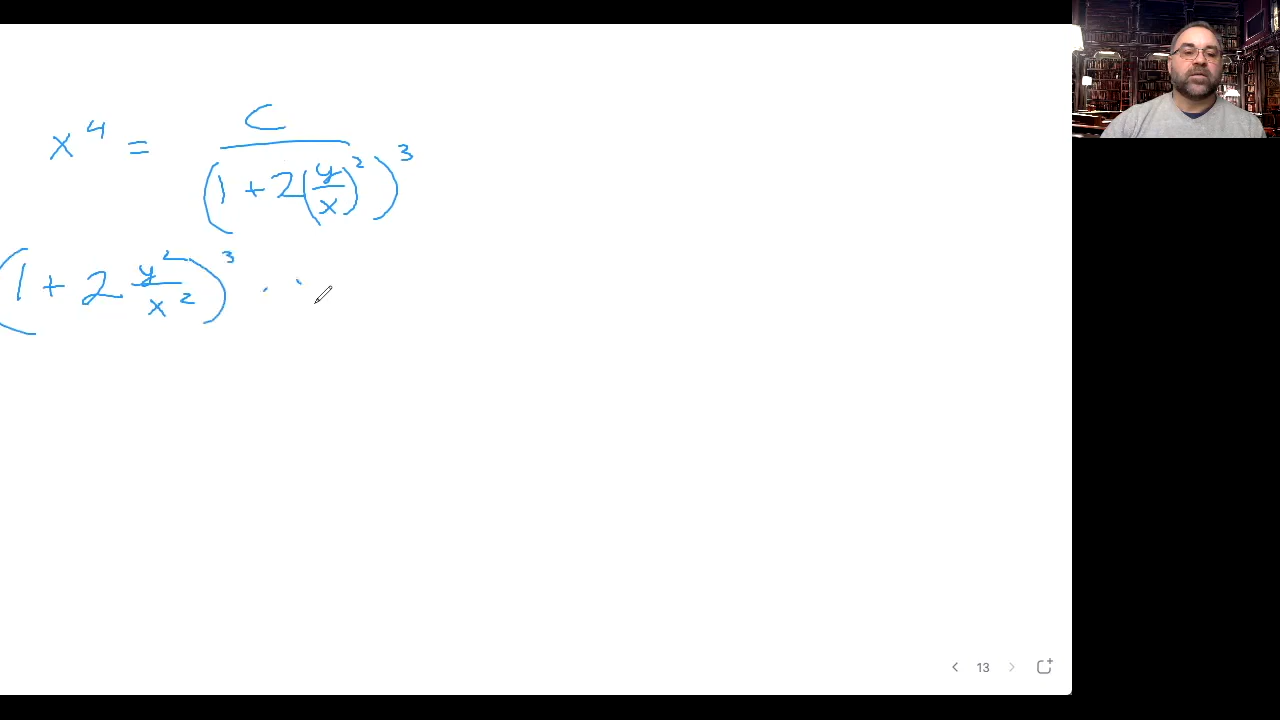 x^4 = C / (1 + 2(y/x)^2)^3
(1 + 2 y^2/x^2)^3 . .
< 13 >